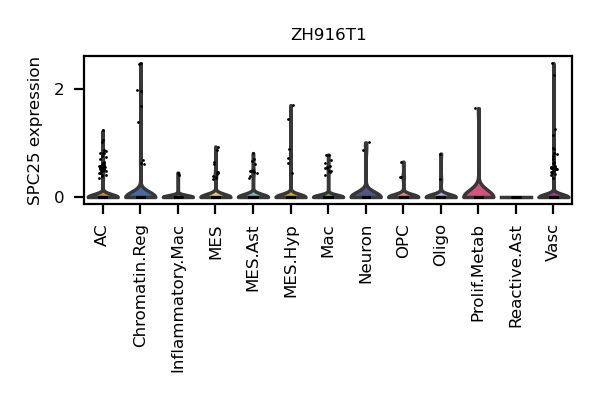 ZH916T1
SPC25 expression
2
0
AC
Chromatin.Reg
Inflammatory.Mac
MES
MES.Ast
MES.Hyp
Mac
Neuron
OPC
Oligo
Prolif.Metab
Reactive.Ast
Vasc